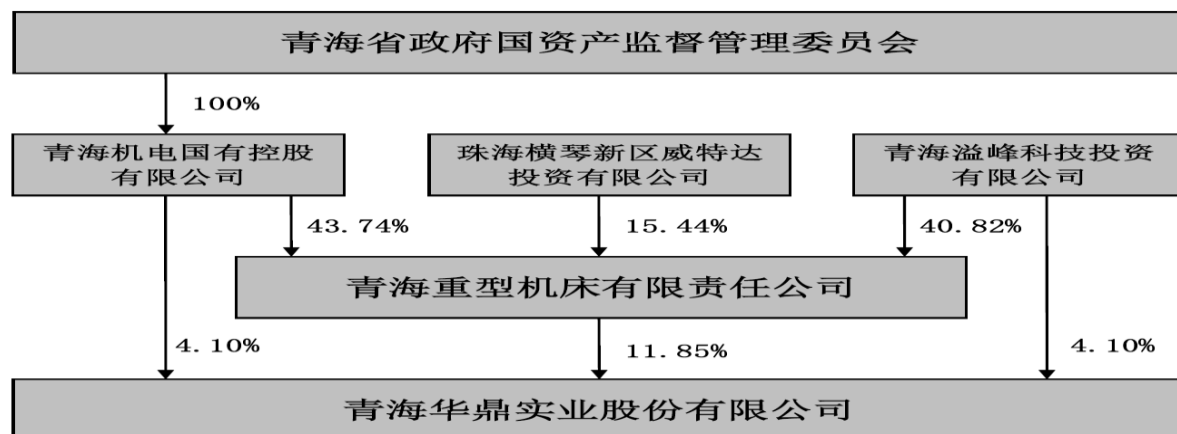 青海省政府国资产监督管理委员会
100%
青海机电国有控股
有限公司
珠海横琴新区威特达
投资有限公司
青海溢峰科技投资
有限公司
43.74%
15.44%
40.82%
青海重型机床有限责任公司
4.10%
11.85%
4.10%
青海华鼎实业股份有限公司